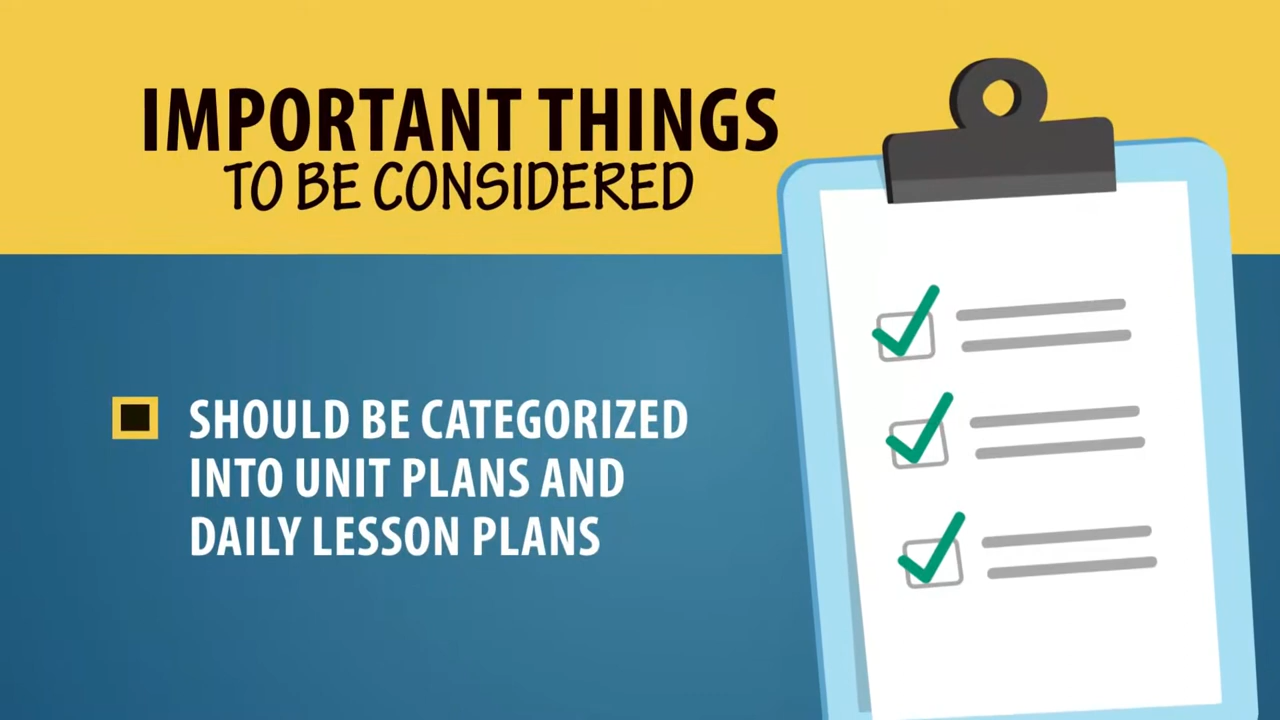 IMPORTANT THINGS
TO BE CONSIDERED
SHOULD BE CATEGORIZED
INTO UNIT PLANS AND
DAILY LESSON PLANS